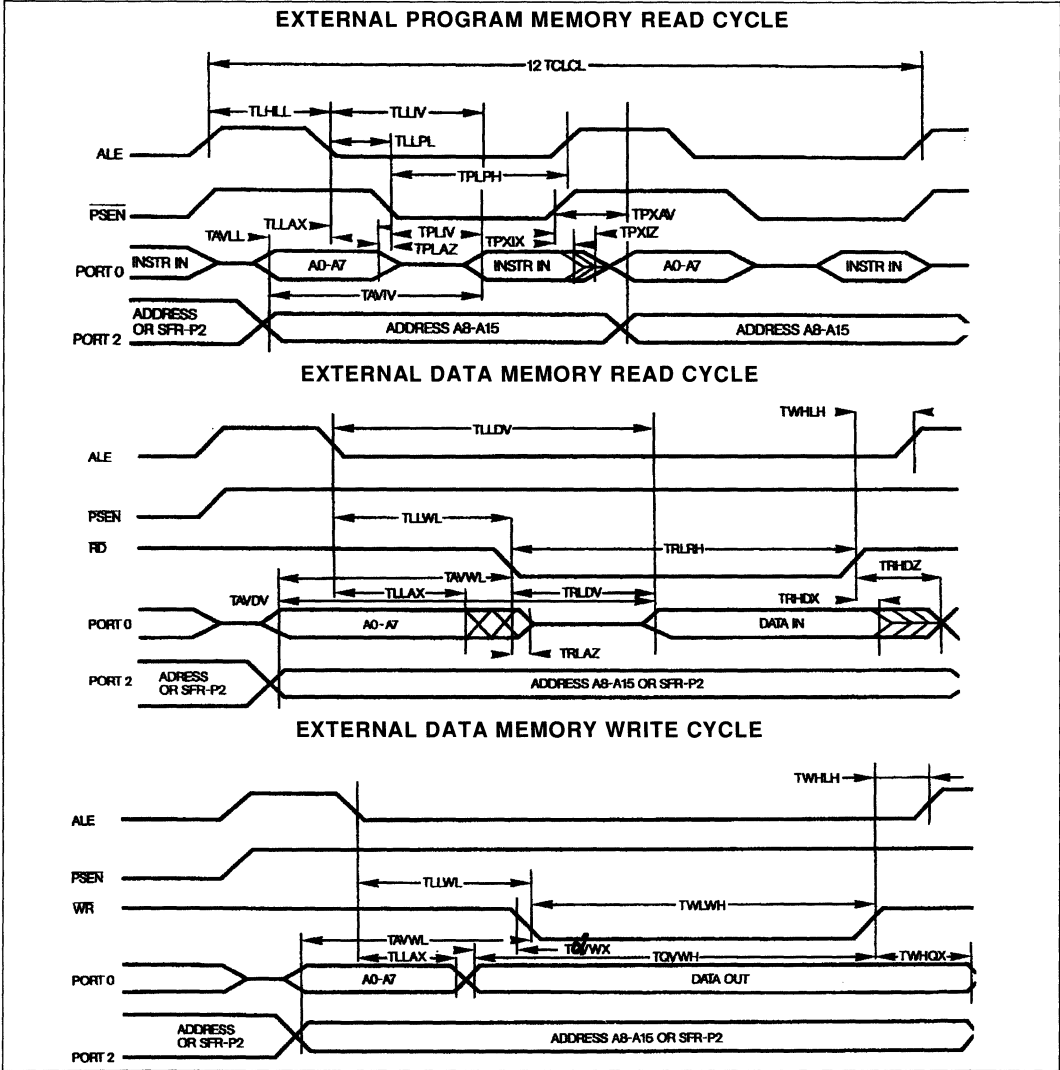 EXTERNAL PROGRAM MEMORY READ CYCLE
12 TCLCL
TLHLL
TLLIV
ALE
TLLPL
TPLPH
PSEN
TLLAX
TPLIV
TPXAV
TAVLL
TPLAZ
TPXIX
TPXIZ
PORT 0
INSTR IN
A0-A7
INSTR IN
A0-A7
INSTR IN
TAVIV
PORT 2
ADDRESS
OR SFR-P2
ADDRESS A8-A15
ADDRESS A8-A15
EXTERNAL DATA MEMORY READ CYCLE
TWHLH
TLLDV
ALE
PSEN
TLLWL
RD
TRLRH
TAVWL
TRHDZ
TAVDV
TLLAX
TRLDV
TRHDX
PORT 0
A0-A7
DATA IN
TRLAZ
PORT 2
ADRESS
OR SFR-P2
ADDRESS A8-A15 OR SFR-P2
EXTERNAL DATA MEMORY WRITE CYCLE
TWHLH
ALE
PSEN
TLLWL
WR
TWLWH
TAVWL
TQVWX
TLLAX
TQVWH
TWHQX
PORT 0
A0-A7
DATA OUT
PORT 2
ADDRESS
OR SFR-P2
ADDRESS A8-A15 OR SFR-P2